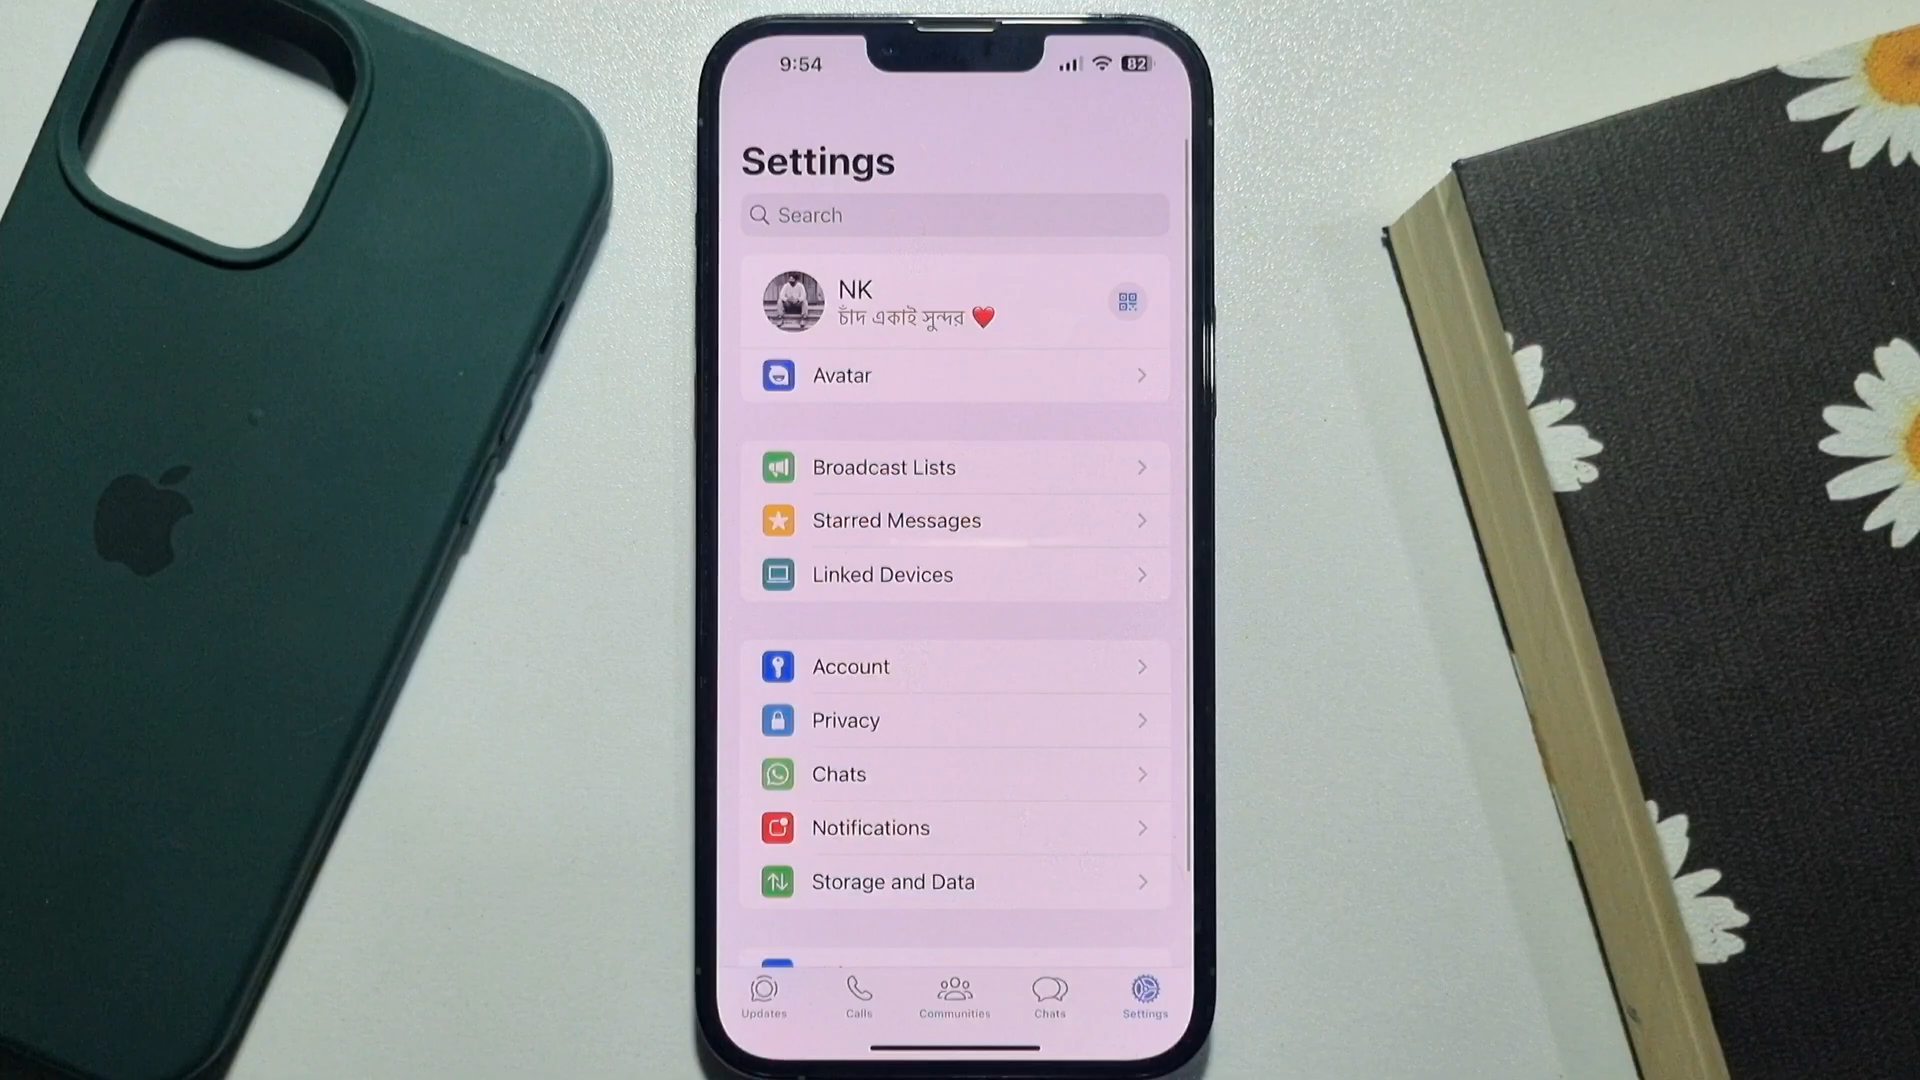 9:54
82
Settings
Search
NK
চাঁদ একাই সুন্দর ❤️
Avatar
Broadcast Lists
Starred Messages
Linked Devices
Account
Privacy
Chats
Notifications
Storage and Data
Updates
Calls
Communities
Chats
Settings